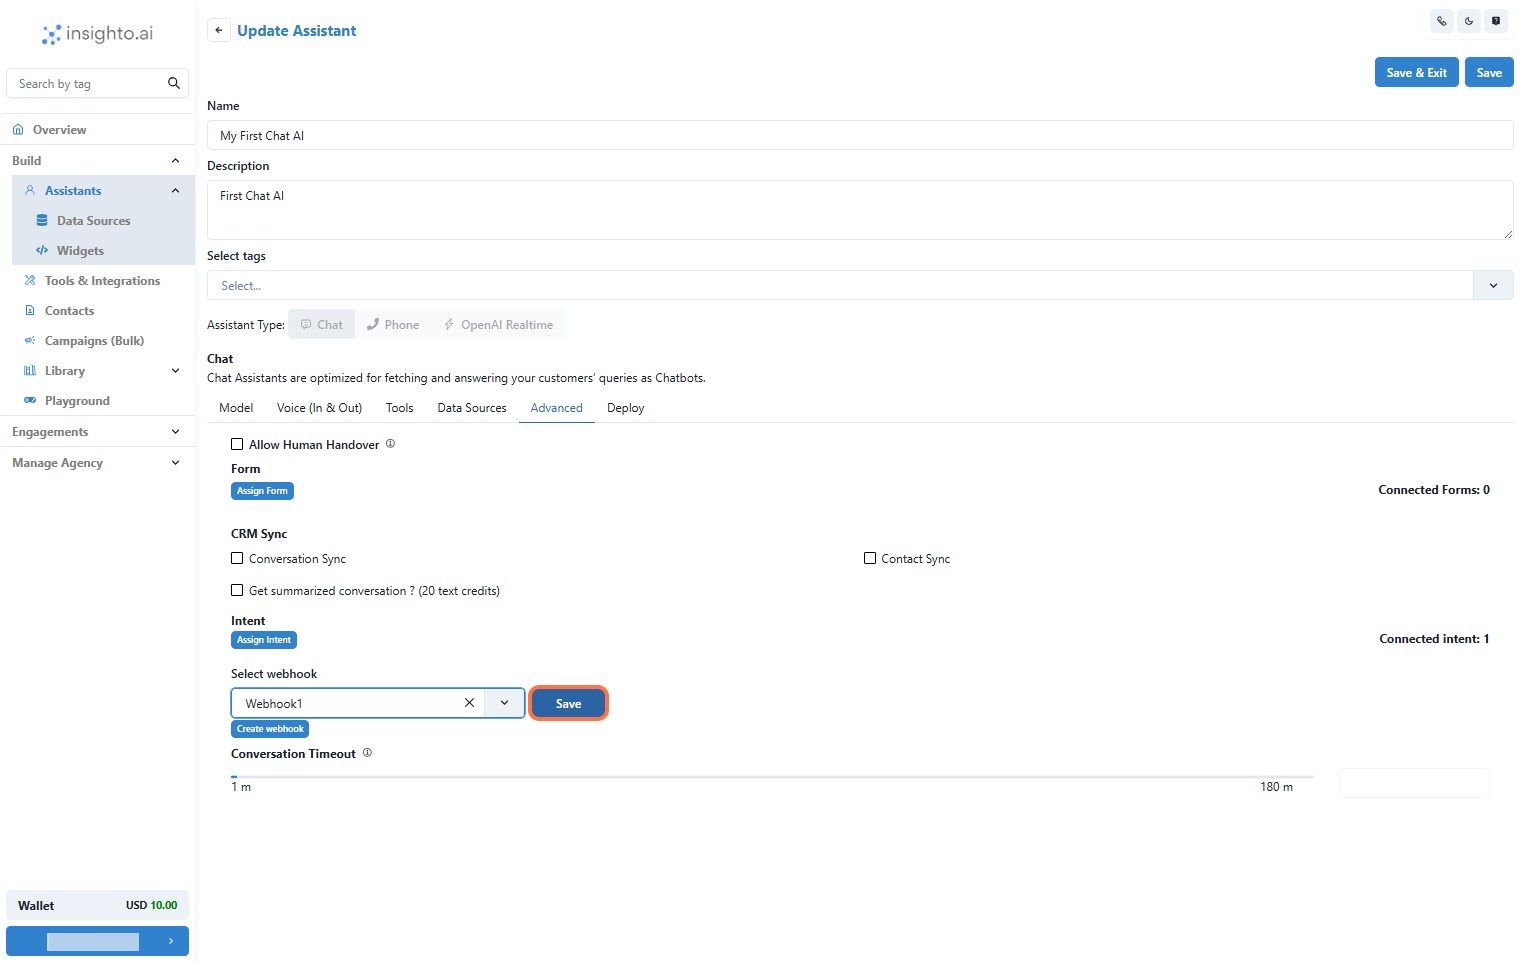 insighto.ai
Update Assistant
Search by tag
Save & Exit
Save
Name
Overview
My First Chat AI
Build
Description
Assistants
First Chat AI
Data Sources
Widgets
Select tags
Tools & Integrations
Select...
Contacts
Assistant Type:
Chat
Phone
OpenAI Realtime
Campaigns (Bulk)
Chat
Library
Chat Assistants are optimized for fetching and answering your customers’ queries as Chatbots.
Playground
Model
Voice (In & Out)
Tools
Data Sources
Advanced
Deploy
Engagements
Allow Human Handover
Manage Agency
Form
Assign Form
Connected Forms: 0
CRM Sync
Conversation Sync
Contact Sync
Get summarized conversation ? (20 text credits)
Intent
Assign Intent
Connected intent: 1
Select webhook
Webhook1
Save
Create webhook
Conversation Timeout
1 m
180 m
Wallet
USD 10.00